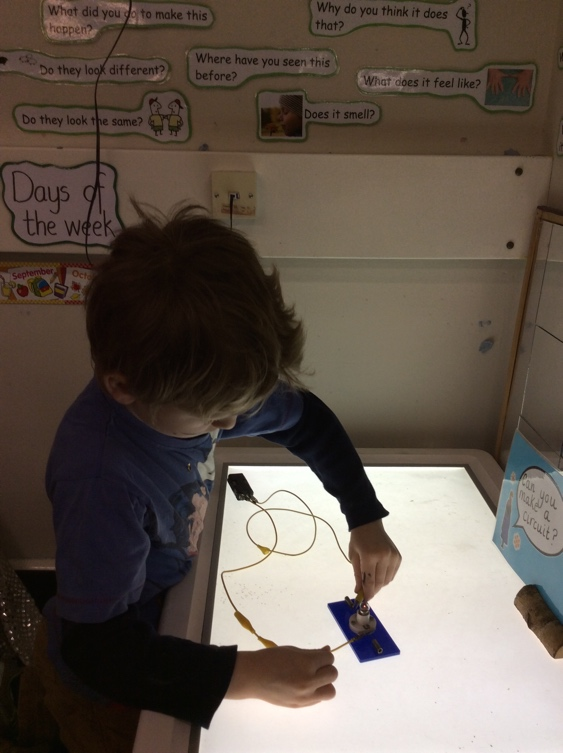 What did you do to make this
happen?
Why do you think it does
that?
Do they look different?
Where have you seen this
before?
What does it feel like?
Do they look the same?
Does it smell?
Days of
the week
September
Can you
make a
circuit?